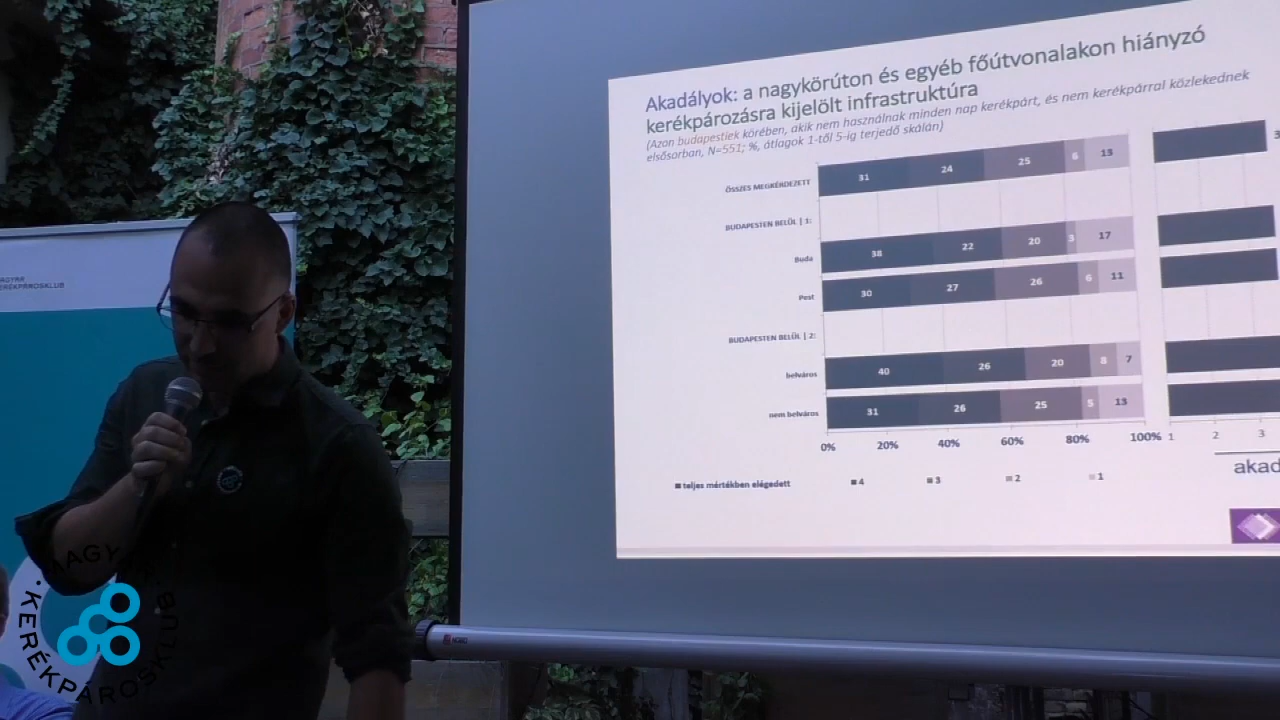 Akadályok: a nagykörúton és egyéb főútvonalakon hiányzó
kerékpározásra kijelölt infrastruktúra
(Azon budapestiek körében, akik nem használnak minden nap kerékpárt, és nem kerékpárral közlekednek
elsősorban, N=551; %, átlagok 1-től 5-ig terjedő skálán)
ÖSSZES MEGKÉRDEZETT 31 24 25 6 13 3
BUDAPESTEN BELÜL | 1:
Buda 38 22 20 3 17
Post 30 27 26 6 11
BUDAPESTEN BELÜL | 2:
belváros 40 26 20 8 7
nem belváros 31 26 25 5 13
0% 20% 40% 60% 80% 100% 1 2 3
akad
teljes mértékben elégedett 4 3 2 1
KERÉKPÁROSKLUB